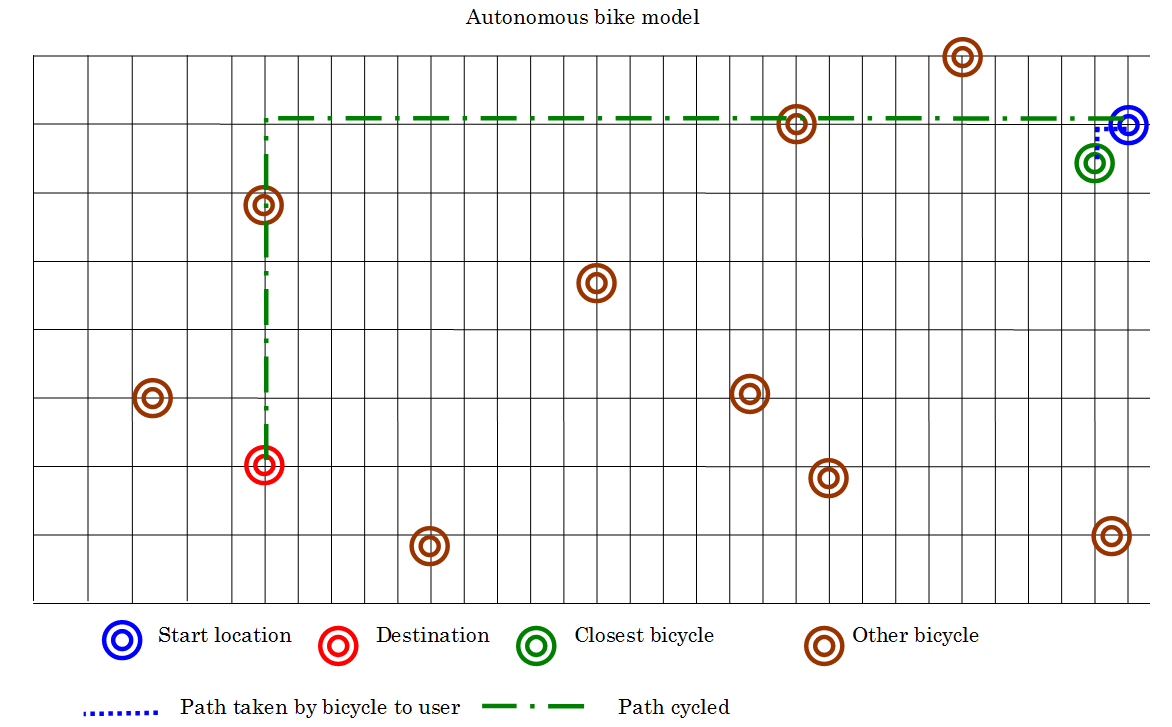 Autonomous bike model
Start location
Destination
Closest bicycle
Other bicycle
Path taken by bicycle to user
Path cycled